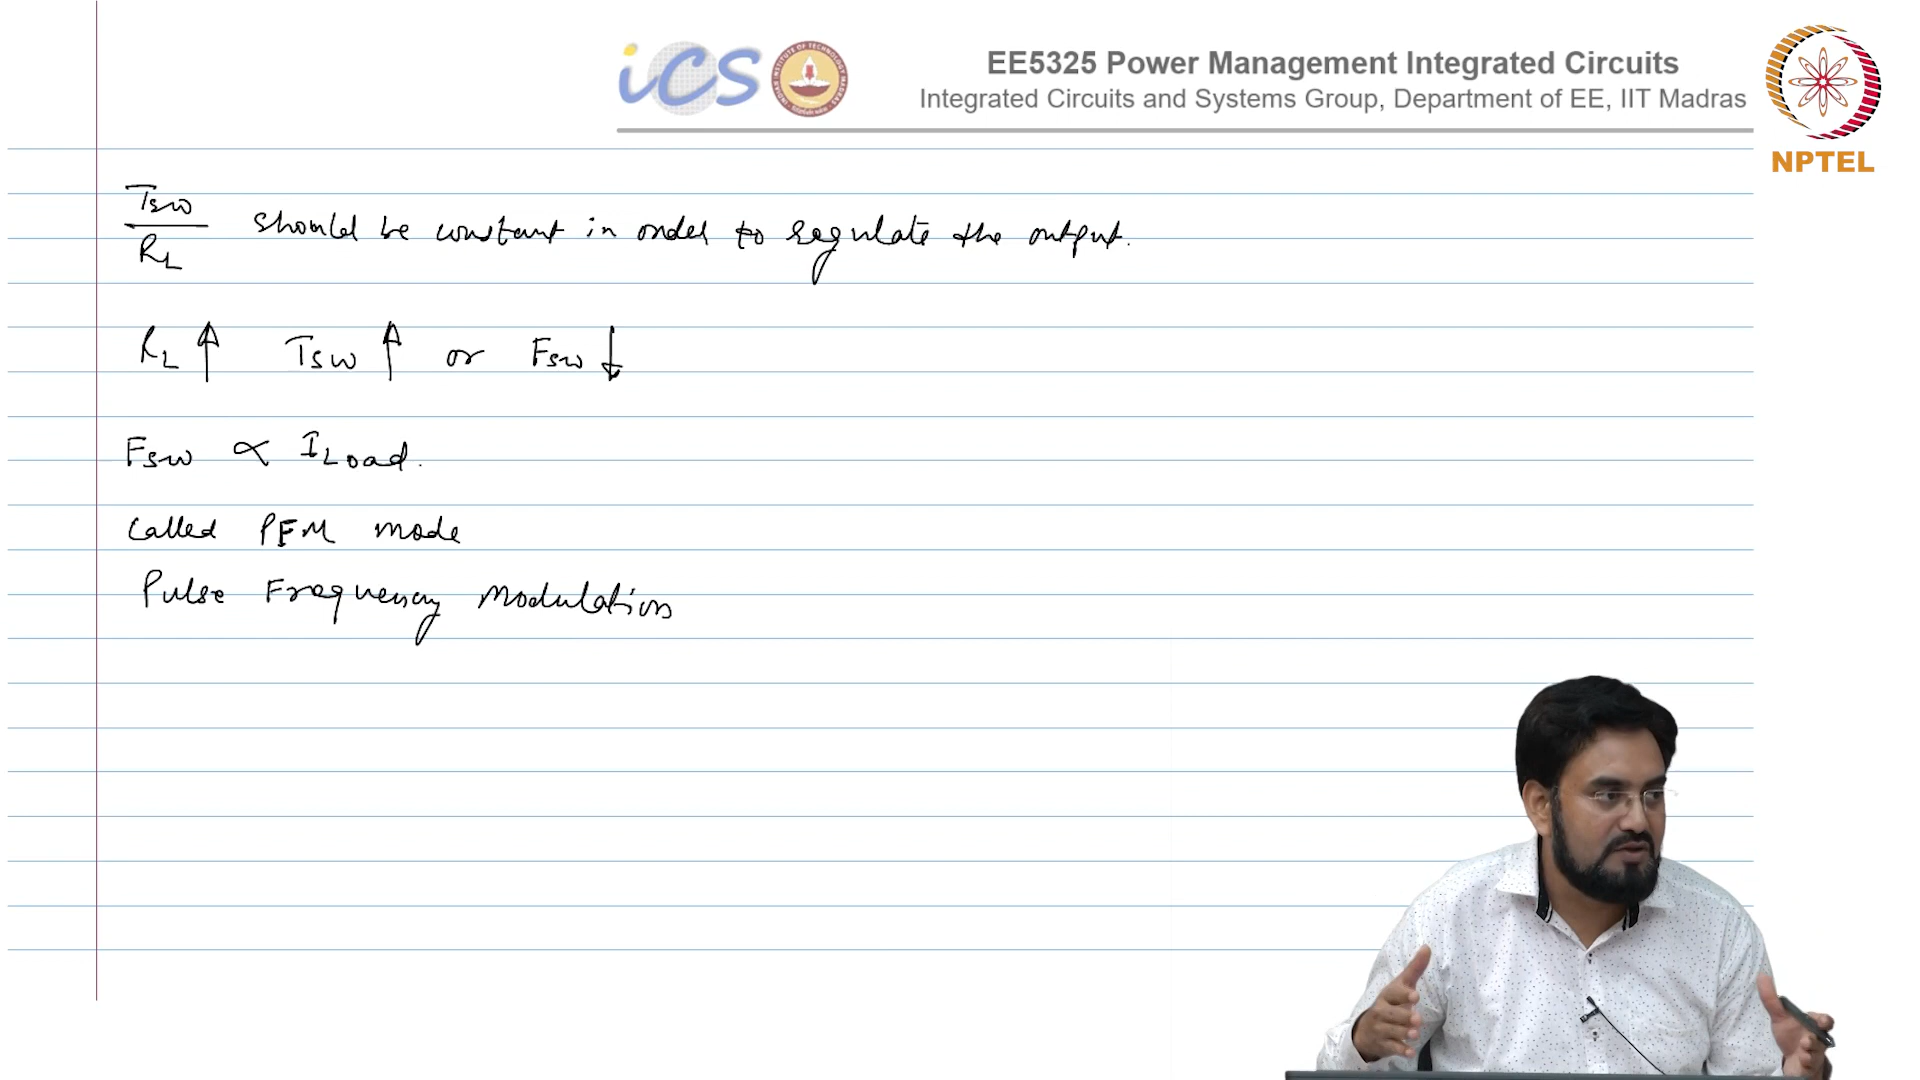 iCS
EE5325 Power Management Integrated Circuits
Integrated Circuits and Systems Group, Department of EE, IIT Madras
NPTEL
Tsw
RL
should be constant in order to regulate the output.
RL ↑ Tsw ↑ or Fsw ↓
Fsw ∝ ILoad.
Called PFM mode
Pulse Frequency Modulation